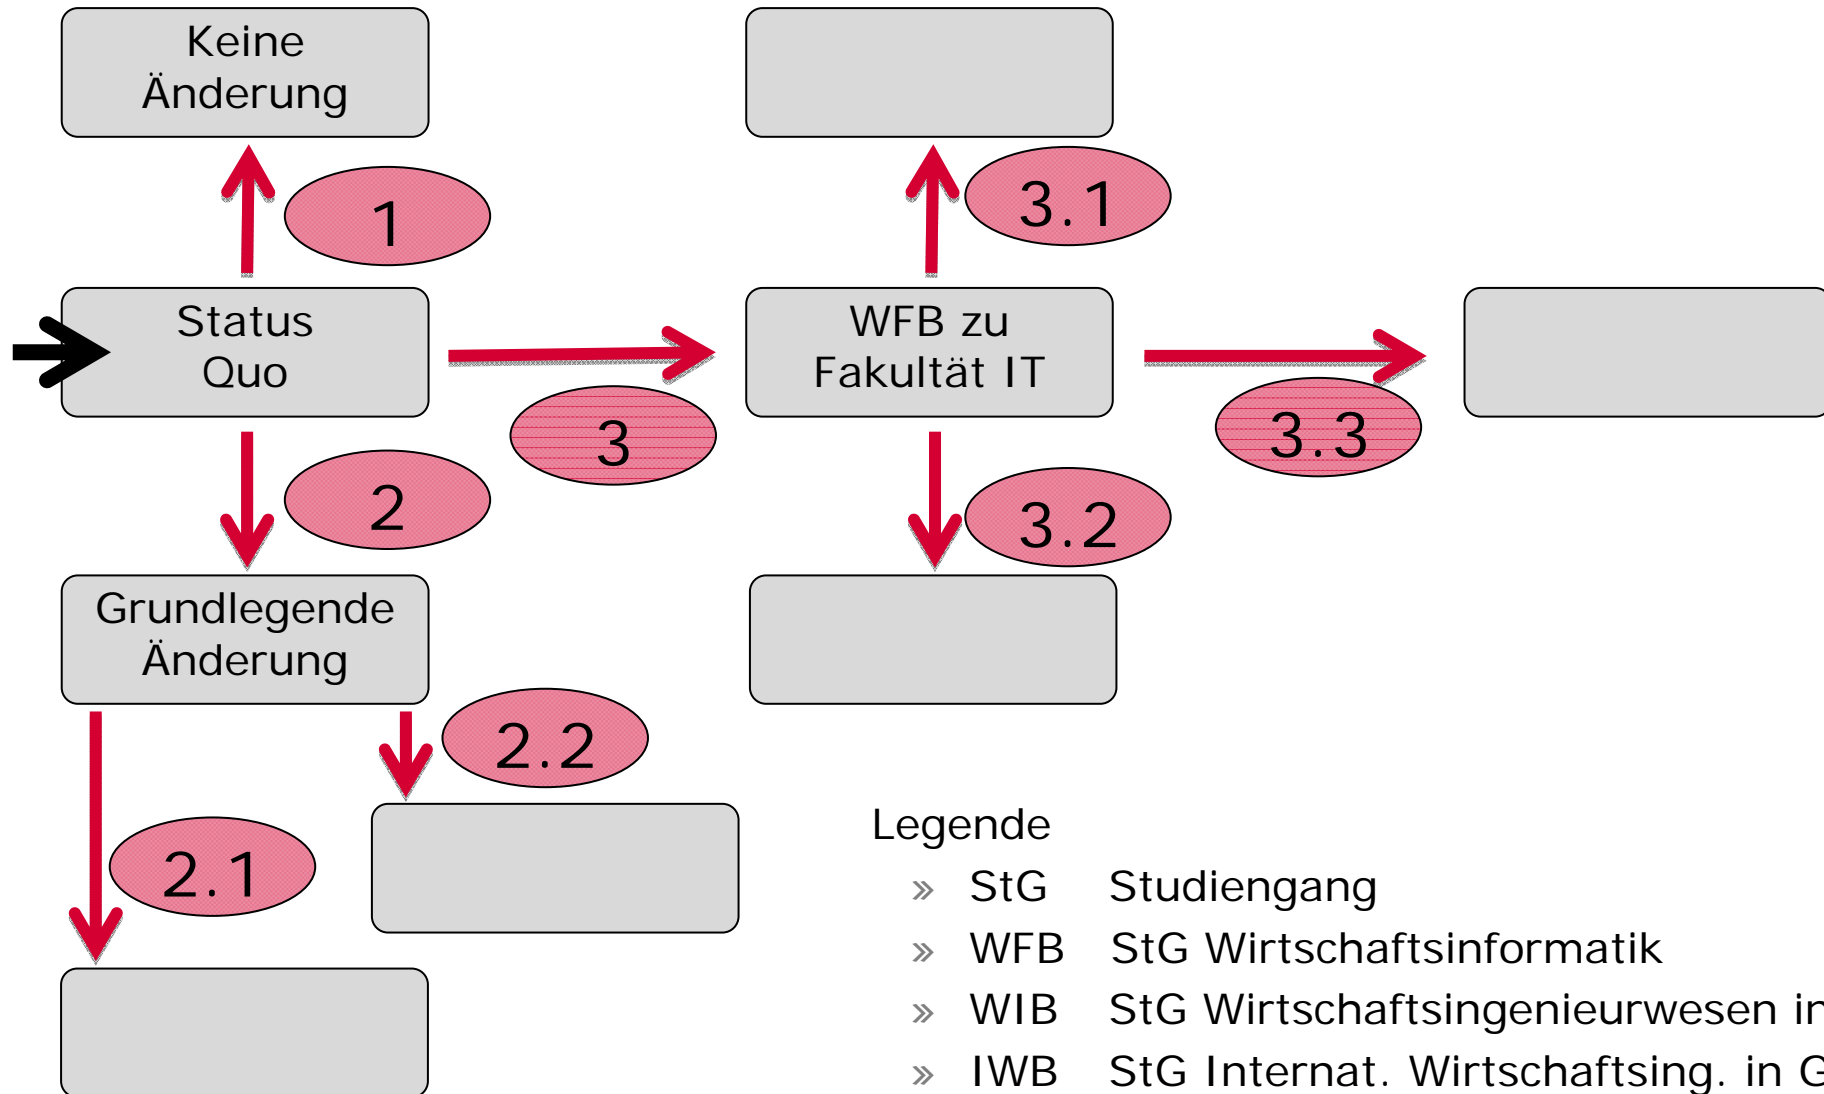 Keine
Änderung
1
3.1
Status
Quo
WFB zu
Fakultät IT
3
3.3
2
3.2
Grundlegende
Änderung
2.2
2.1
Legende
» StG Studiengang
» WFB StG Wirtschaftsinformatik
» WIB StG Wirtschaftsingenieurwesen in
» IWB StG Internat. Wirtschaftsing. in G